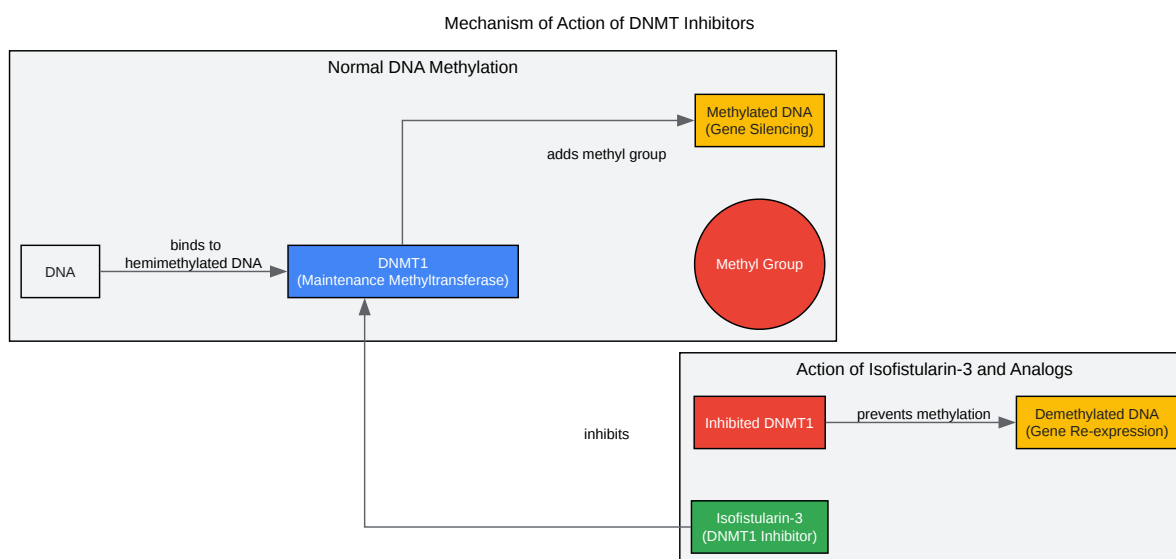 Mechanism of Action of DNMT Inhibitors
Normal DNA Methylation
Methylated DNA
(Gene Silencing)
adds methyl group
binds to
hemimethylated DNA
DNA
DNMT1
(Maintenance Methyltransferase)
Methyl Group
Action of Isofistularin-3 and Analogs
Inhibited DNMT1
prevents methylation
Demethylated DNA
(Gene Re-expression)
inhibits
Isofistularin-3
(DNMT1 Inhibitor)